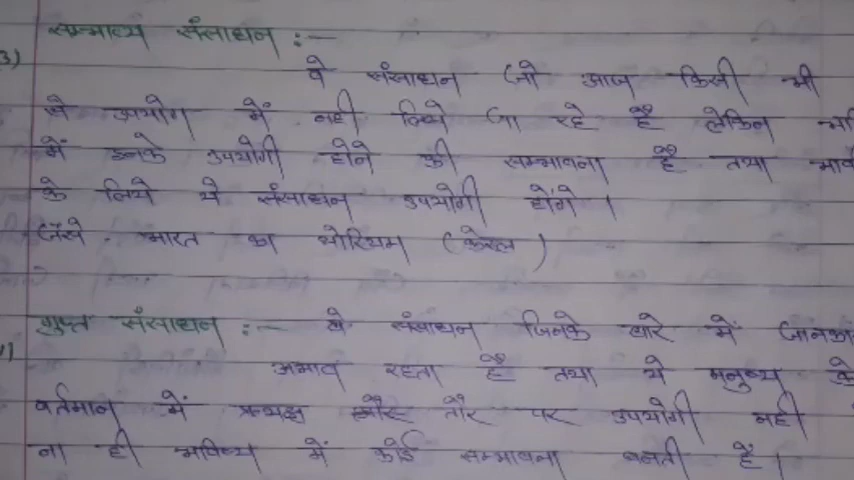 सम्भाव्य संसाधन :-
3) वे संसाधन जो आज किसी भी
से उपयोग में नही लिये जा रहे है लेकिन
में इनके उपयोगी होने की सम्भावना है तथा
के लिये ये संसाधन उपयोगी होंगे ।
जैसे भारत का थोरियम (केरल)
गुप्त संसाधन :- वे संसाधन जिनके बारे में
अभाव रहता है तथा ये मनुष्य के
वर्तमान में प्रत्यक्ष तौर पर उपयोगी नही
ना ही भविष्य में कोई सम्भावना बनती है।